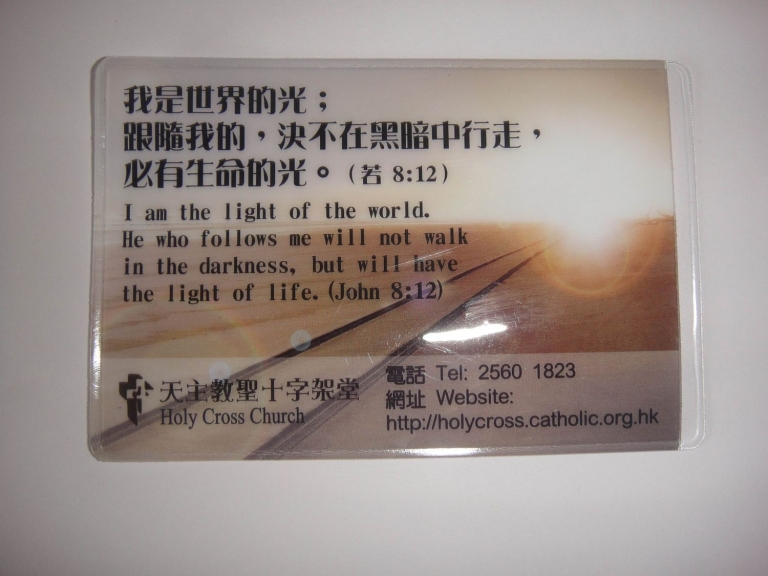 我是世界的光；
跟隨我的，決不在黑暗中行走，
必有生命的光。（若 8:12）
I am the light of the world.
He who follows me will not walk
in the darkness, but will have
the light of life.(John 8:12)
天主教聖十字架堂
Holy Cross Church
電話 Tel: 2560 1823
網址 Website:
http://holycross.catholic.org.hk